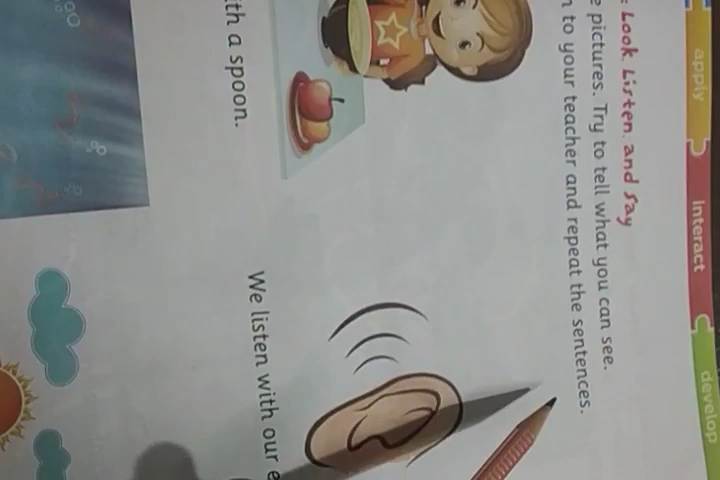 apply Interact develop
: Look, Listen, and Say
pictures. Try to tell what you can see.
to your teacher and repeat the sentences.
a spoon.
We listen with our